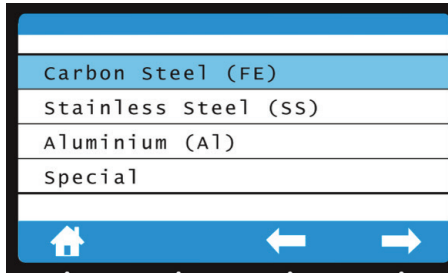 Carbon Steel (FE)
Stainless Steel (SS)
Aluminium (Al)
Special